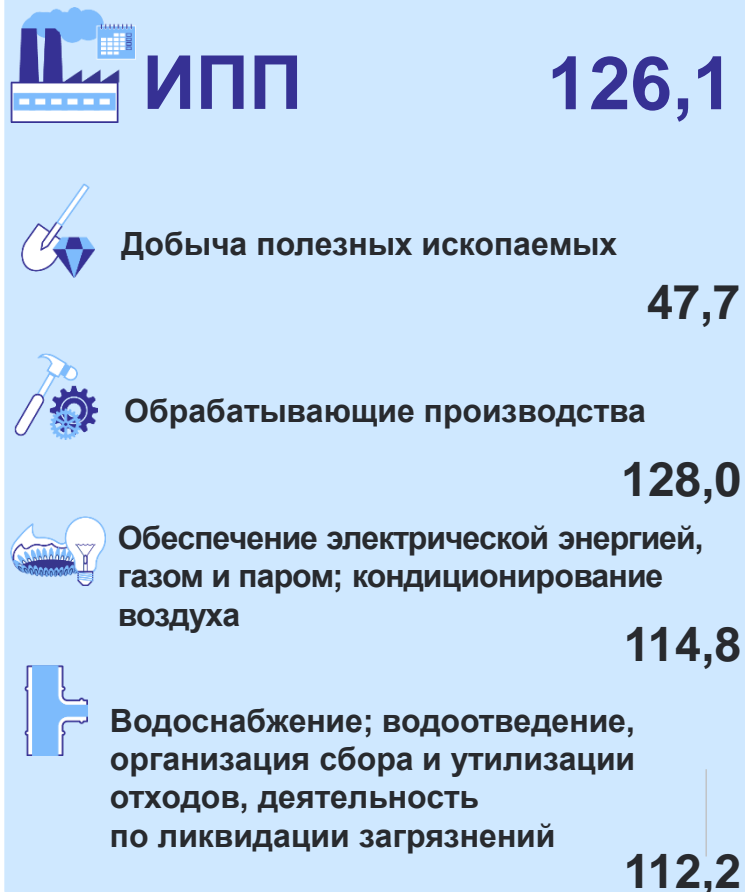 ИПП 126,1
Добыча полезных ископаемых
47,7
Обрабатывающие производства
128,0
Обеспечение электрической энергией,
газом и паром; кондиционирование
воздуха
114,8
Водоснабжение; водоотведение,
организация сбора и утилизации
отходов, деятельность
по ликвидации загрязнений
112,2